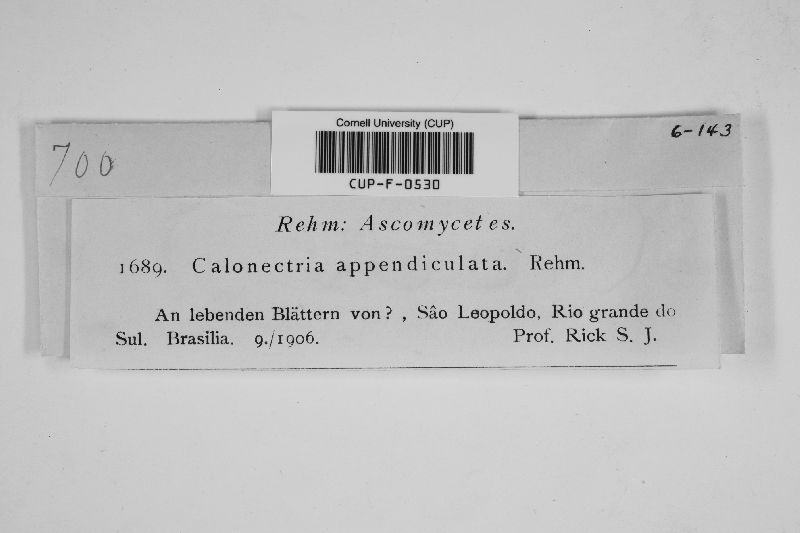 Cornell University (CUP)
CUP-F-0530
6-143
700
Rehm: Ascomycetes.
1689. Calonectria appendiculata. Rehm.
An lebenden Blättern von? , Sâo Leopoldo, Rio grande do
Sul. Brasilia. 9./1906. Prof. Rick S. J.